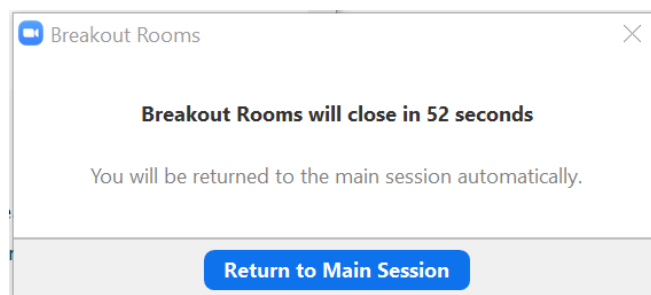 Breakout Rooms
Breakout Rooms will close in 52 seconds
You will be returned to the main session automatically.
Return to Main Session